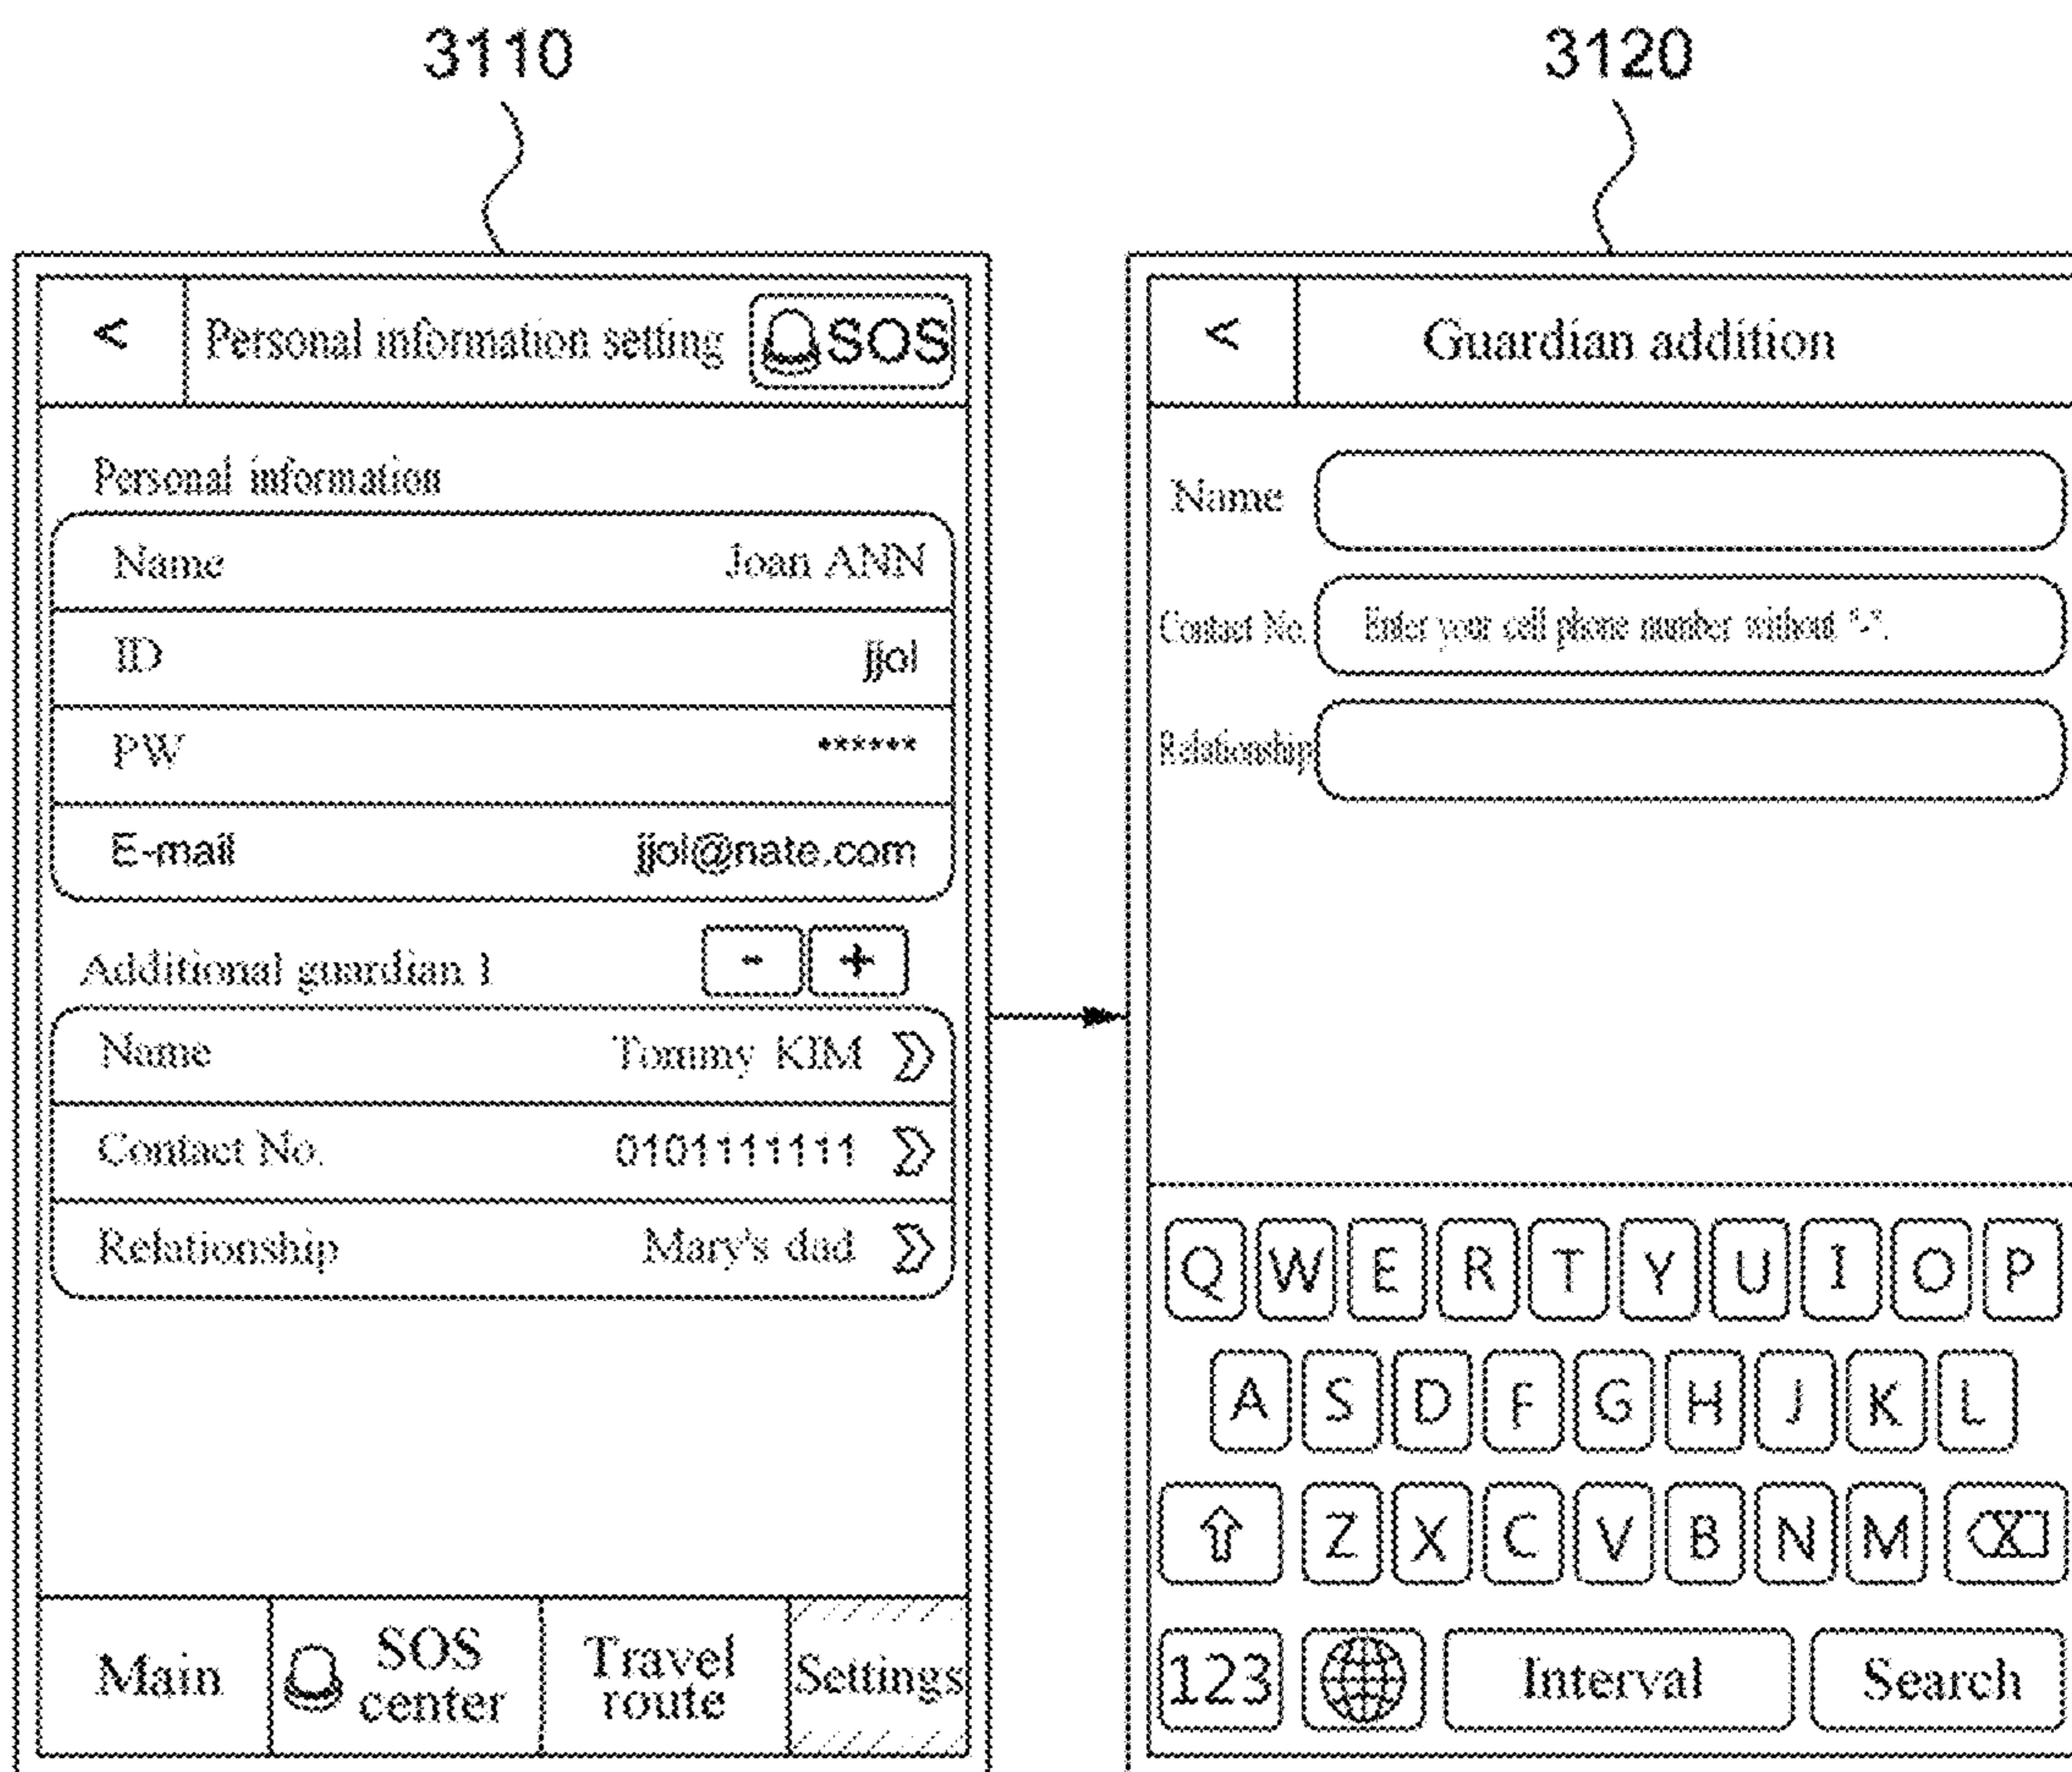 3110
3120
< Personal information setting SOS
Personal information
Name Joan ANN
ID jjol
PW ******
E-mail jjol@nate.com
Additional guardian 1 - +
Name Tommy KIM
Contact No. 0101111111
Relationship Mary's dad
Main SOS center Travel route Settings
< Guardian addition
Name
Contact No. Enter your cell phone number without "-".
Relationship
Q W E R T Y U I O P
A S D F G H J K L
Z X C V B N M X
123 Interval Search